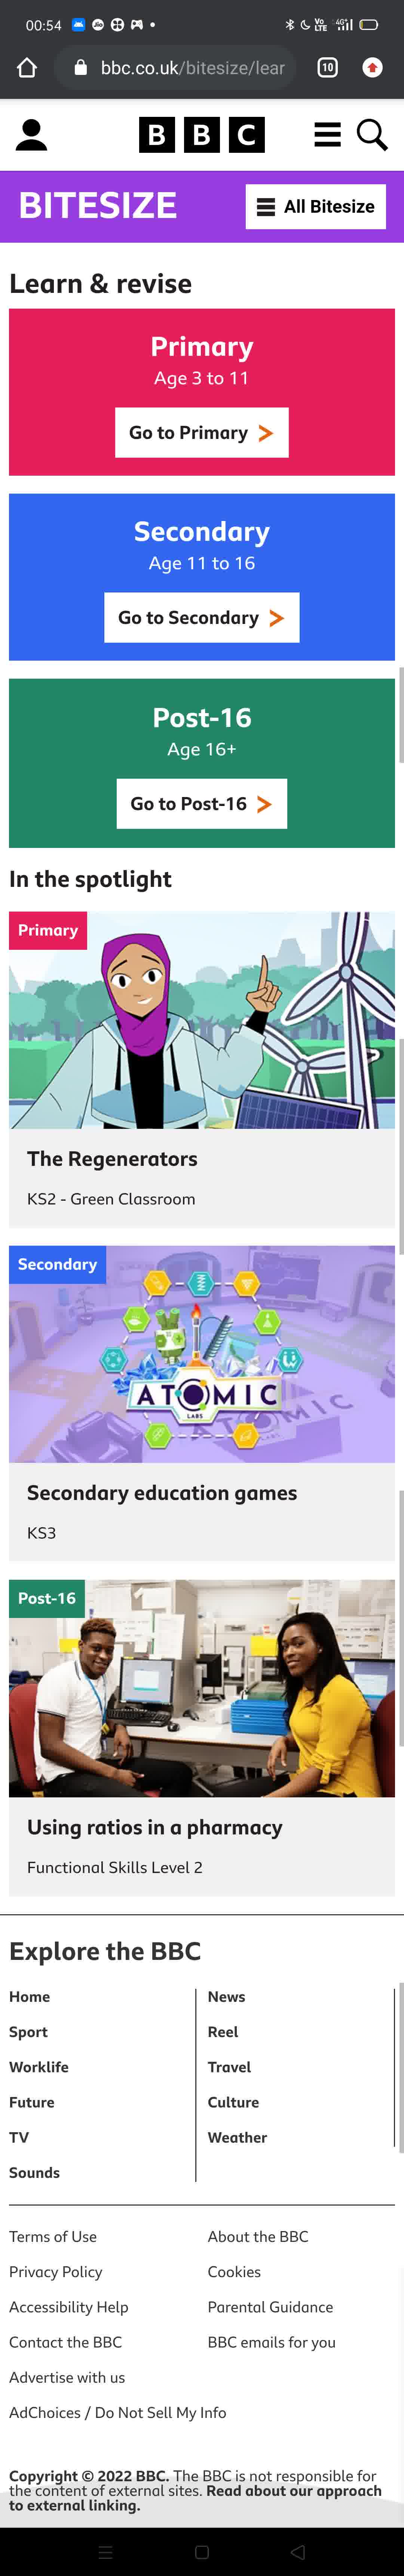 00:54 Jio Vo LTE 4G+
bbc.co.uk/bitesize/lear 10
BBC
BITESIZE All Bitesize
Learn & revise
Primary
Age 3 to 11
Go to Primary
Secondary
Age 11 to 16
Go to Secondary
Post-16
Age 16+
Go to Post-16
In the spotlight
Primary
The Regenerators
KS2 - Green Classroom
Secondary
ATOMIC
LABS
ATOMIC
Secondary education games
KS3
Post-16
Using ratios in a pharmacy
Functional Skills Level 2
Explore the BBC
Home News
Sport Reel
Worklife Travel
Future Culture
TV Weather
Sounds
Terms of Use About the BBC
Privacy Policy Cookies
Accessibility Help Parental Guidance
Contact the BBC BBC emails for you
Advertise with us
AdChoices / Do Not Sell My Info
Copyright © 2022 BBC. The BBC is not responsible for
the content of external sites. Read about our approach
to external linking.